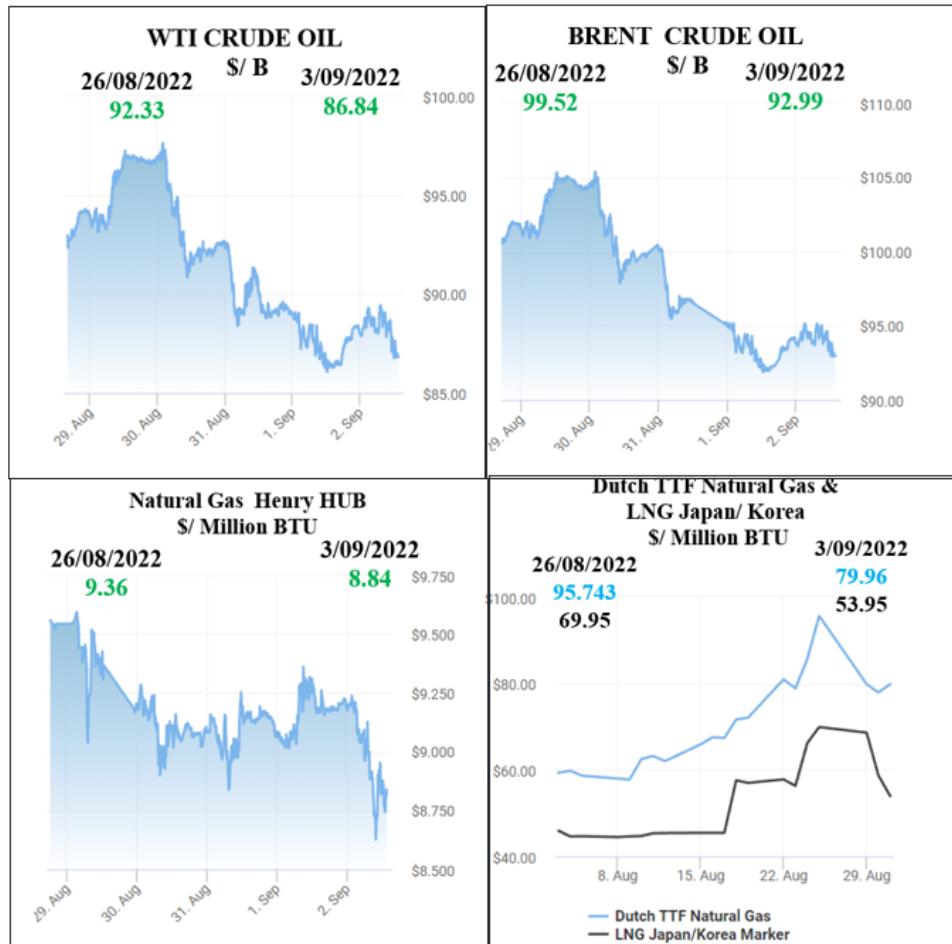 WTI CRUDE OIL
$/ B
26/08/2022 3/09/2022
92.33 86.84
$100.00
$95.00
$90.00
$85.00
29. Aug 30. Aug 31. Aug 1. Sep 2. Sep
BRENT CRUDE OIL
$/ B
26/08/2022 3/09/2022
99.52 92.99
$110.00
$105.00
$100.00
$95.00
$90.00
29. Aug 30. Aug 31. Aug 1. Sep 2. Sep
Natural Gas Henry HUB
$/ Million BTU
26/08/2022 3/09/2022
9.36 8.84
$9.750
$9.500
$9.250
$9.000
$8.750
$8.500
29. Aug 30. Aug 31. Aug 1. Sep 2. Sep
Dutch TTF Natural Gas &
LNG Japan/ Korea
$/ Million BTU
26/08/2022 3/09/2022
95.743 79.96
69.95 53.95
$100.00
$80.00
$60.00
$40.00
8. Aug 15. Aug 22. Aug 29. Aug
Dutch TTF Natural Gas
LNG Japan/Korea Marker